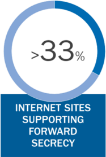 >33%
INTERNET SITES
SUPPORTING
FORWARD
SECRECY